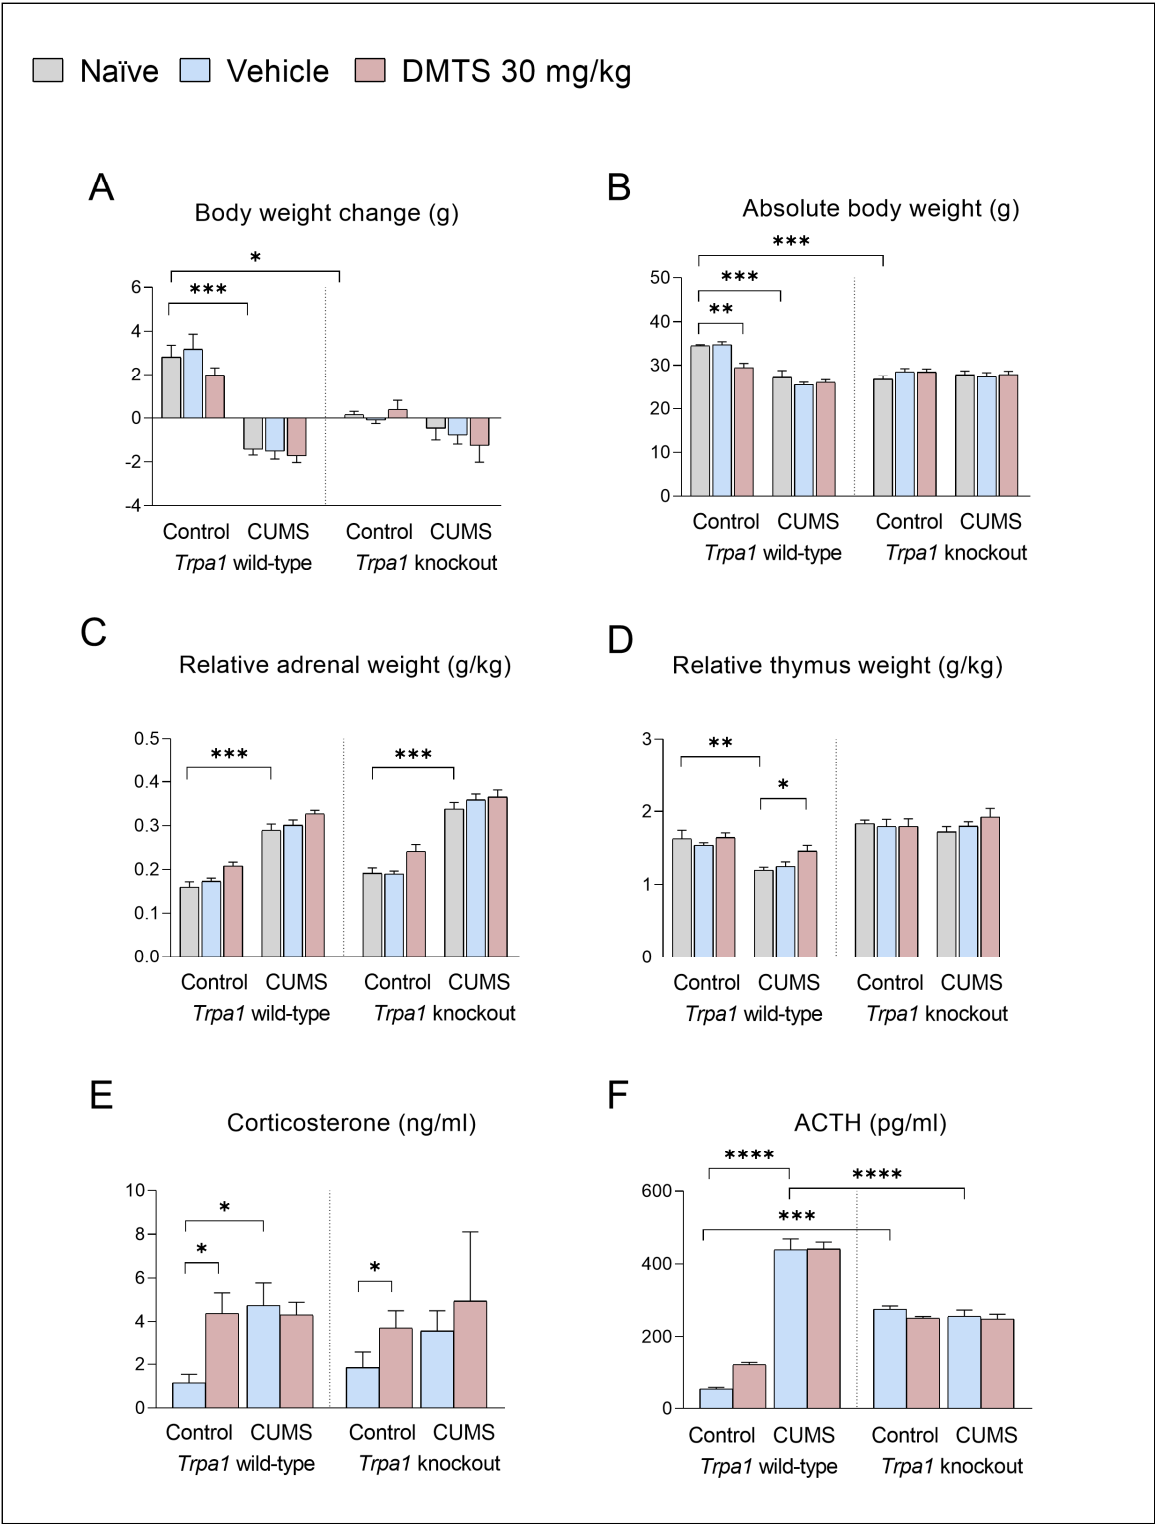 Naïve Vehicle DMTS 30 mg/kg
A
Body weight change (g)
*
***
6
4
2
0
-2
-4
Control CUMS Control CUMS
Trpa1 wild-type Trpa1 knockout
B
Absolute body weight (g)
***
***
**
50
40
30
20
10
0
Control CUMS Control CUMS
Trpa1 wild-type Trpa1 knockout
C
Relative adrenal weight (g/kg)
*** ***
0.5
0.4
0.3
0.2
0.1
0.0
Control CUMS Control CUMS
Trpa1 wild-type Trpa1 knockout
D
Relative thymus weight (g/kg)
**
*
3
2
1
0
Control CUMS Control CUMS
Trpa1 wild-type Trpa1 knockout
E
Corticosterone (ng/ml)
*
*
*
10
8
6
4
2
0
Control CUMS Control CUMS
Trpa1 wild-type Trpa1 knockout
F
ACTH (pg/ml)
****
****
***
600
400
200
0
Control CUMS Control CUMS
Trpa1 wild-type Trpa1 knockout